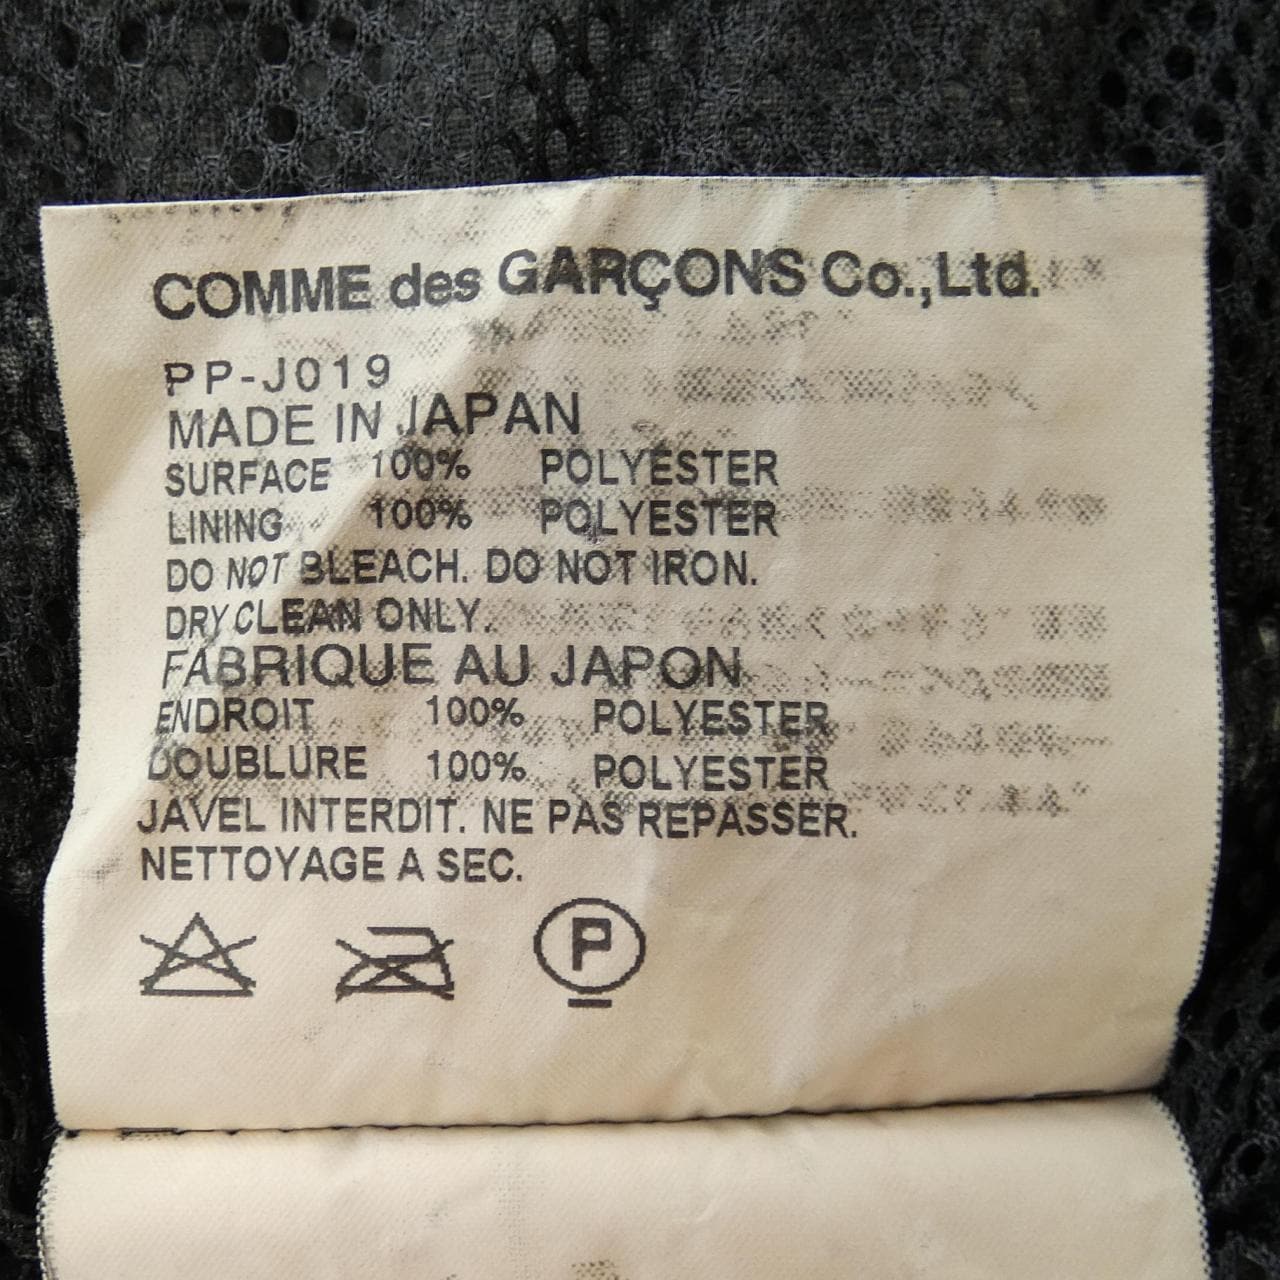 COMME des GARÇONS Co.,Ltd.
PP-J019
MADE IN JAPAN
SURFACE 100% POLYESTER
LINING 100% POLYESTER
DO NOT BLEACH. DO NOT IRON.
DRY CLEAN ONLY.
FABRIQUE AU JAPON
ENDROIT 100% POLYESTER
DOUBLURE 100% POLYESTER
JAVEL INTERDIT. NE PAS REPASSER.
NETTOYAGE A SEC.
P